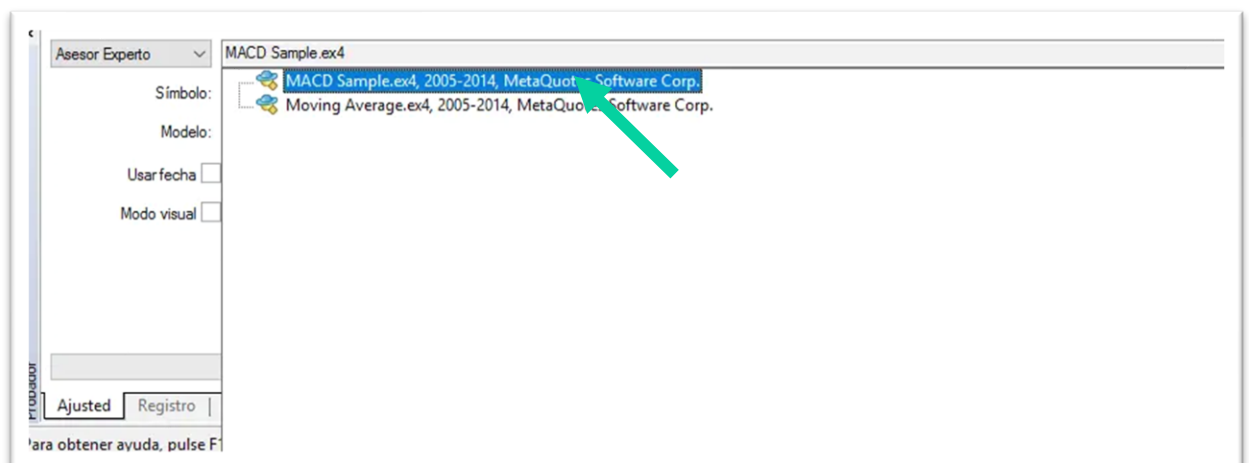 Asesor Experto MACD Sample.ex4
MACD Sample.ex4, 2005-2014, MetaQuotes Software Corp.
Símbolo:
Moving Average.ex4, 2005-2014, MetaQuotes Software Corp.
Modelo:
Usar fecha
Modo visual
Probador
Ajusted Registro |
Para obtener ayuda, pulse F1